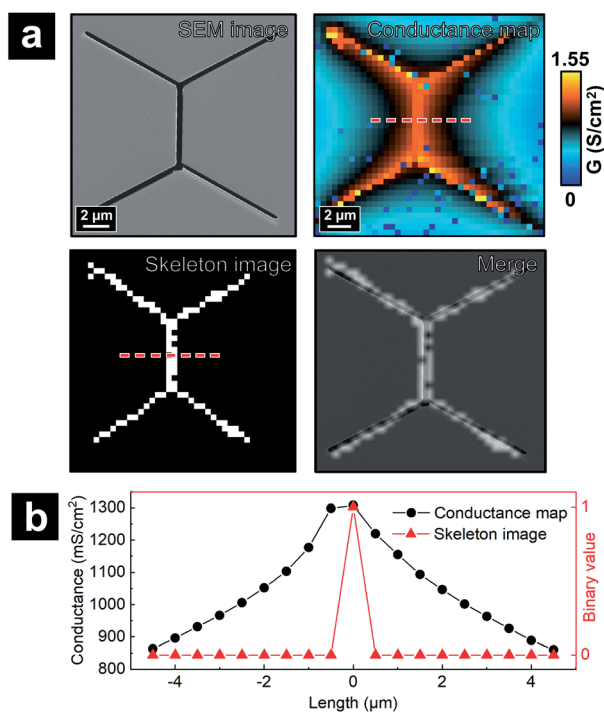 a
SEM image
2 µm
Conductance map
2 µm
1.55
G (S/cm²)
0
Skeleton image
Merge
b
Conductance (mS/cm²)
1300
1200
1100
1000
900
800
Conductance map
Skeleton image
1
0
Binary value
-4
-2
0
2
4
Length (µm)